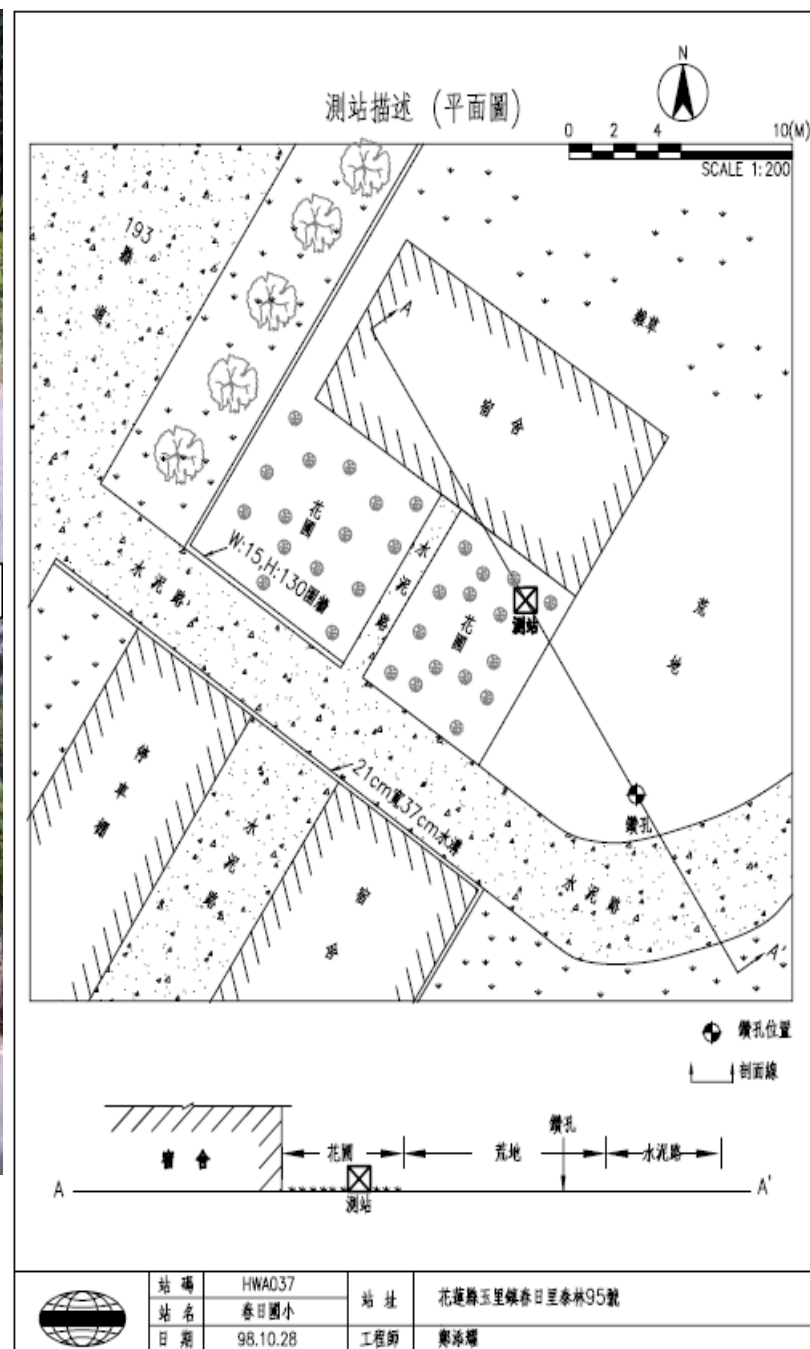 N
測站描述 (平面圖)
0 2 4 10(M)
SCALE 1:200
193
縣
道
A
雜草
宿舍
花圃
W:15,H:130圍牆
水泥路
水泥路
花圃
測站
荒地
停車棚
21cm寬37cm水溝
鑽孔
水泥路
宿
水泥路
A'
鑽孔位置
剖面線
鑽孔
宿舍
花圃
荒地
水泥路
測站
A
A'
站碼 HWA037
站址 花蓮縣玉里鎮春日里泰林95號
站名 春日國小
日期 98.10.28
工程師